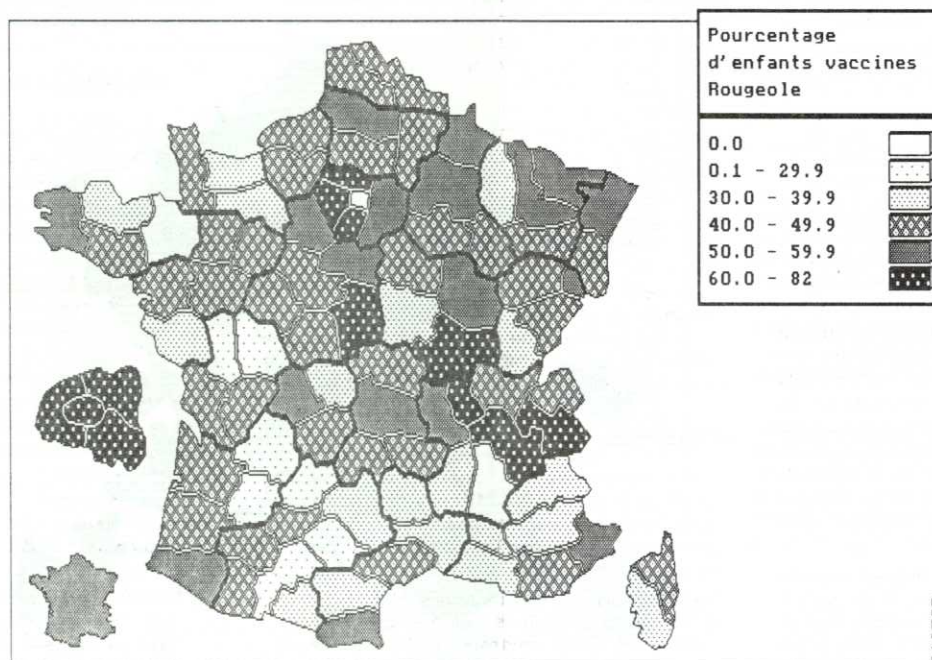 Pourcentage
d'enfants vaccines
Rougeole
0.0
0.1 - 29.9
30.0 - 39.9
40.0 - 49.9
50.0 - 59.9
60.0 - 82